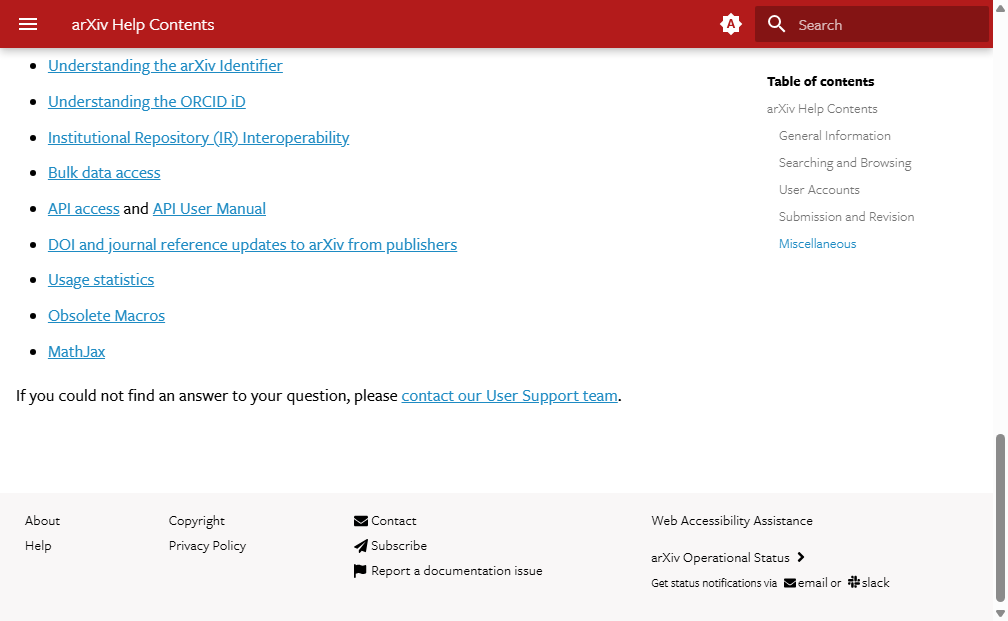 arXiv Help Contents
A
Search
Understanding the arXiv Identifier
Understanding the ORCID iD
Institutional Repository (IR) Interoperability
Bulk data access
API access and API User Manual
DOI and journal reference updates to arXiv from publishers
Usage statistics
Obsolete Macros
MathJax
If you could not find an answer to your question, please contact our User Support team.
Table of contents
arXiv Help Contents
General Information
Searching and Browsing
User Accounts
Submission and Revision
Miscellaneous
About
Help
Copyright
Privacy Policy
Contact
Subscribe
Report a documentation issue
Web Accessibility Assistance
arXiv Operational Status
Get status notifications via email or slack